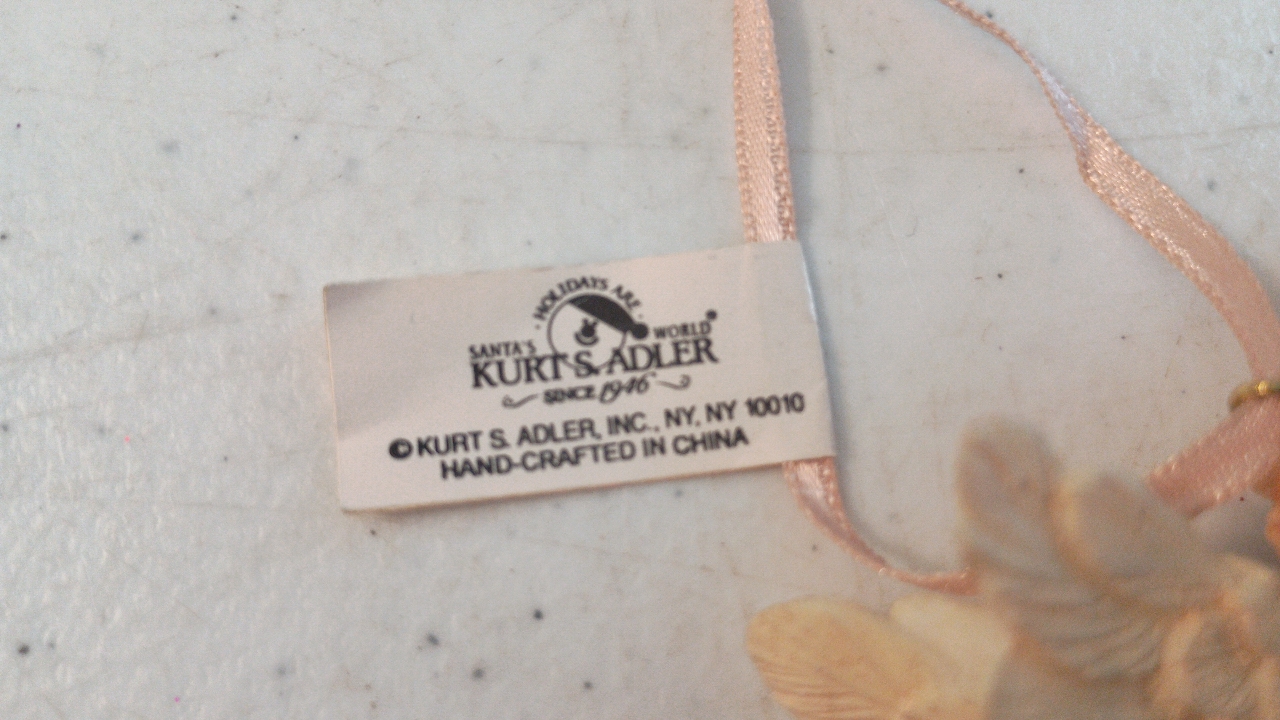 · HOLIDAYS ARE ·
SANTA'S WORLD®
KURT S. ADLER
SINCE 1946
© KURT S. ADLER, INC., NY, NY 10010
HAND-CRAFTED IN CHINA